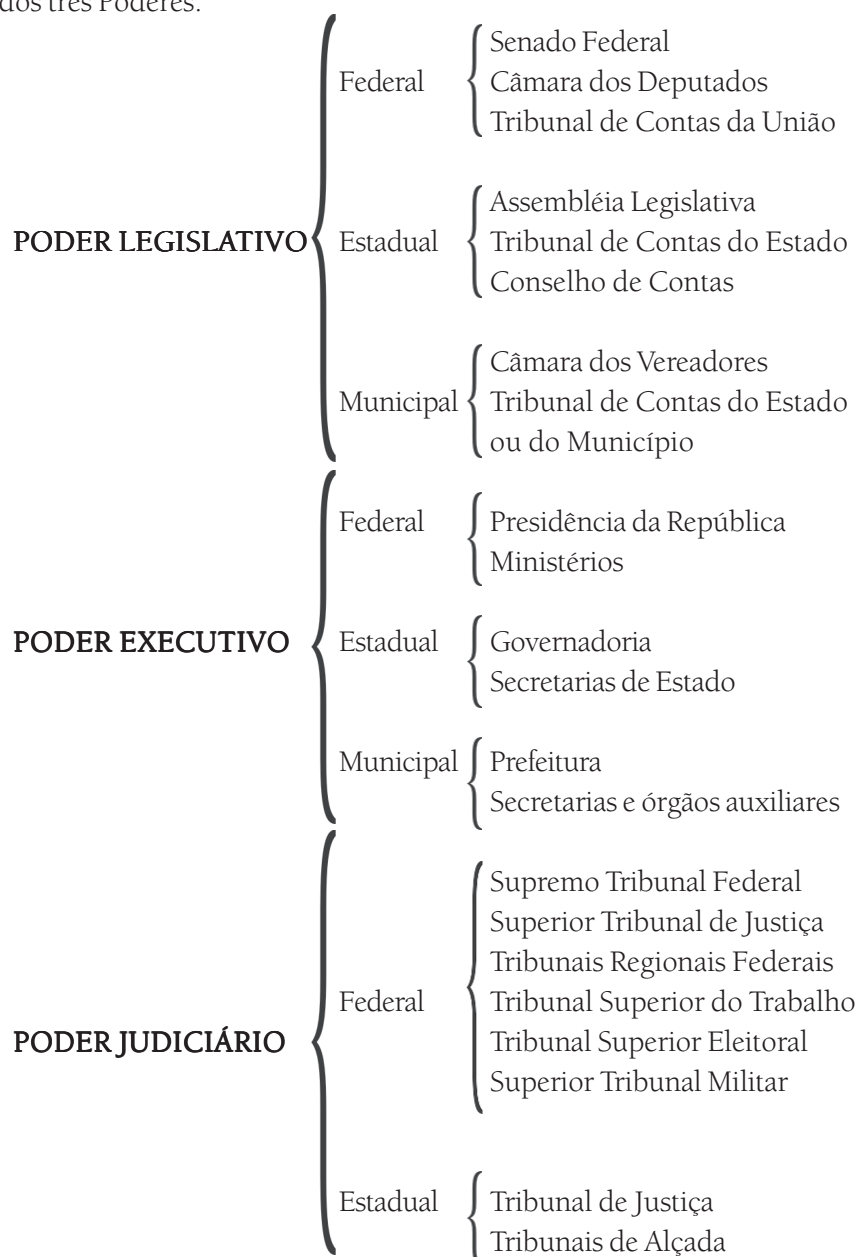 dos três Poderes:
Federal
Senado Federal
Câmara dos Deputados
Tribunal de Contas da União
PODER LEGISLATIVO
Estadual
Assembléia Legislativa
Tribunal de Contas do Estado
Conselho de Contas
Municipal
Câmara dos Vereadores
Tribunal de Contas do Estado
ou do Município
PODER EXECUTIVO
Federal
Presidência da República
Ministérios
Estadual
Governadoria
Secretarias de Estado
Municipal
Prefeitura
Secretarias e órgãos auxiliares
PODER JUDICIÁRIO
Federal
Supremo Tribunal Federal
Superior Tribunal de Justiça
Tribunais Regionais Federais
Tribunal Superior do Trabalho
Tribunal Superior Eleitoral
Superior Tribunal Militar
Estadual
Tribunal de Justiça
Tribunais de Alçada